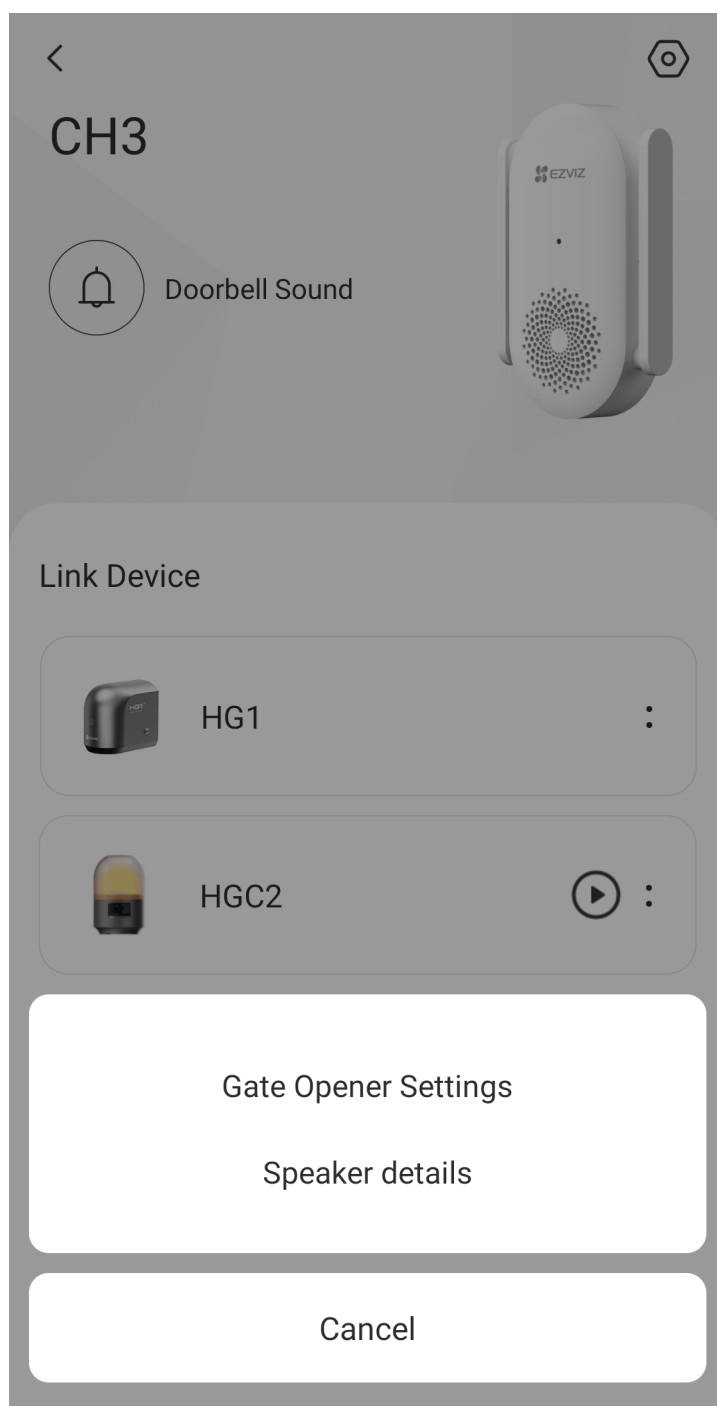 CH3
EZVIZ
Doorbell Sound
Link Device
HG1
HGC2
Gate Opener Settings
Speaker details
Cancel